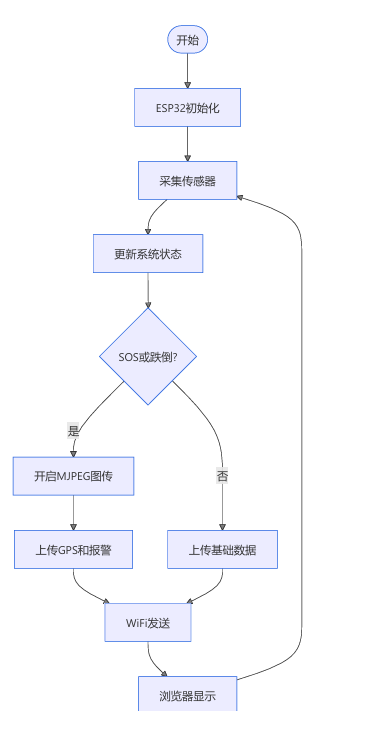 开始
ESP32初始化
采集传感器
更新系统状态
SOS或跌倒?
是
否
开启MJPEG图传
上传GPS和报警
上传基础数据
WiFi发送
浏览器显示